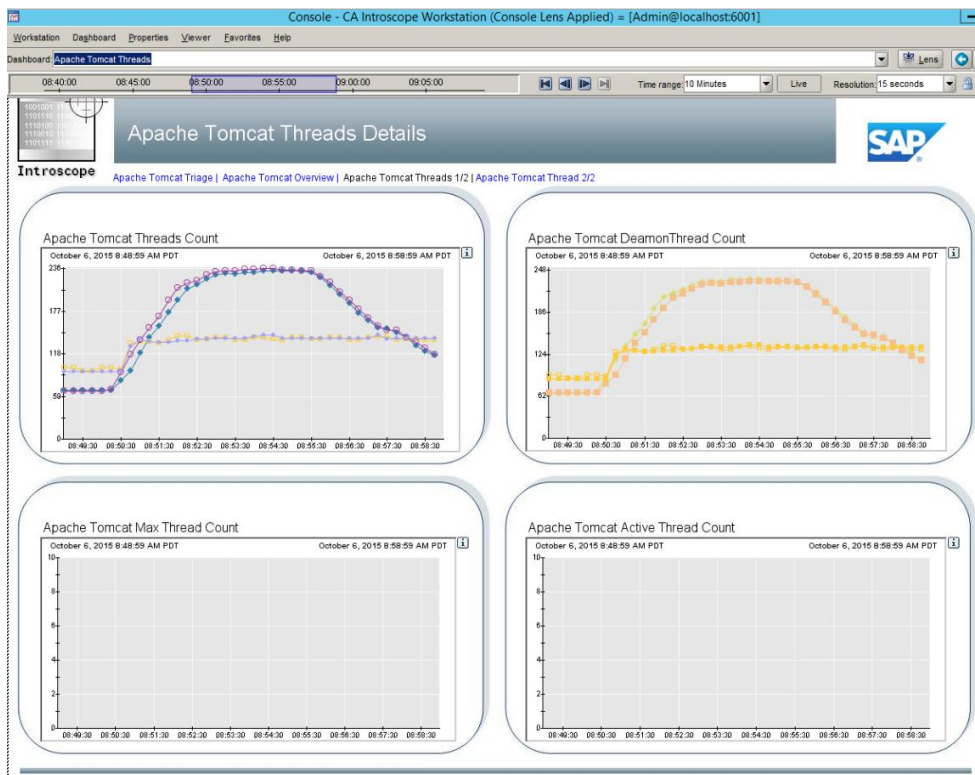 Console - CA Introscope Workstation (Console Lens Applied) = [Admin@localhost:6001]
Workstation Dashboard Properties Viewer Favorites Help
Dashboard: Apache Tomcat Threads Lens
08:40:00 08:45:00 08:50:00 08:55:00 09:00:00 09:05:00 Time range: 10 Minutes Live Resolution: 15 seconds
Apache Tomcat Threads Details
SAP
Introscope
Apache Tomcat Triage | Apache Tomcat Overview | Apache Tomcat Threads 1/2 | Apache Tomcat Thread 2/2
Apache Tomcat Threads Count
October 6, 2015 8:48:59 AM PDT October 6, 2015 8:58:59 AM PDT
236
177
118
59
0
08:49:30 08:50:30 08:51:30 08:52:30 08:53:30 08:54:30 08:55:30 08:56:30 08:57:30 08:58:30
Apache Tomcat DeamonThread Count
October 6, 2015 8:48:59 AM PDT October 6, 2015 8:58:59 AM PDT
248
186
124
62
0
08:49:30 08:50:30 08:51:30 08:52:30 08:53:30 08:54:30 08:55:30 08:56:30 08:57:30 08:58:30
Apache Tomcat Max Thread Count
October 6, 2015 8:48:59 AM PDT October 6, 2015 8:58:59 AM PDT
10
8
6
4
2
0
08:49:30 08:50:30 08:51:30 08:52:30 08:53:30 08:54:30 08:55:30 08:56:30 08:57:30 08:58:30
Apache Tomcat Active Thread Count
October 6, 2015 8:48:59 AM PDT October 6, 2015 8:58:59 AM PDT
10
8
6
4
2
0
08:49:30 08:50:30 08:51:30 08:52:30 08:53:30 08:54:30 08:55:30 08:56:30 08:57:30 08:58:30